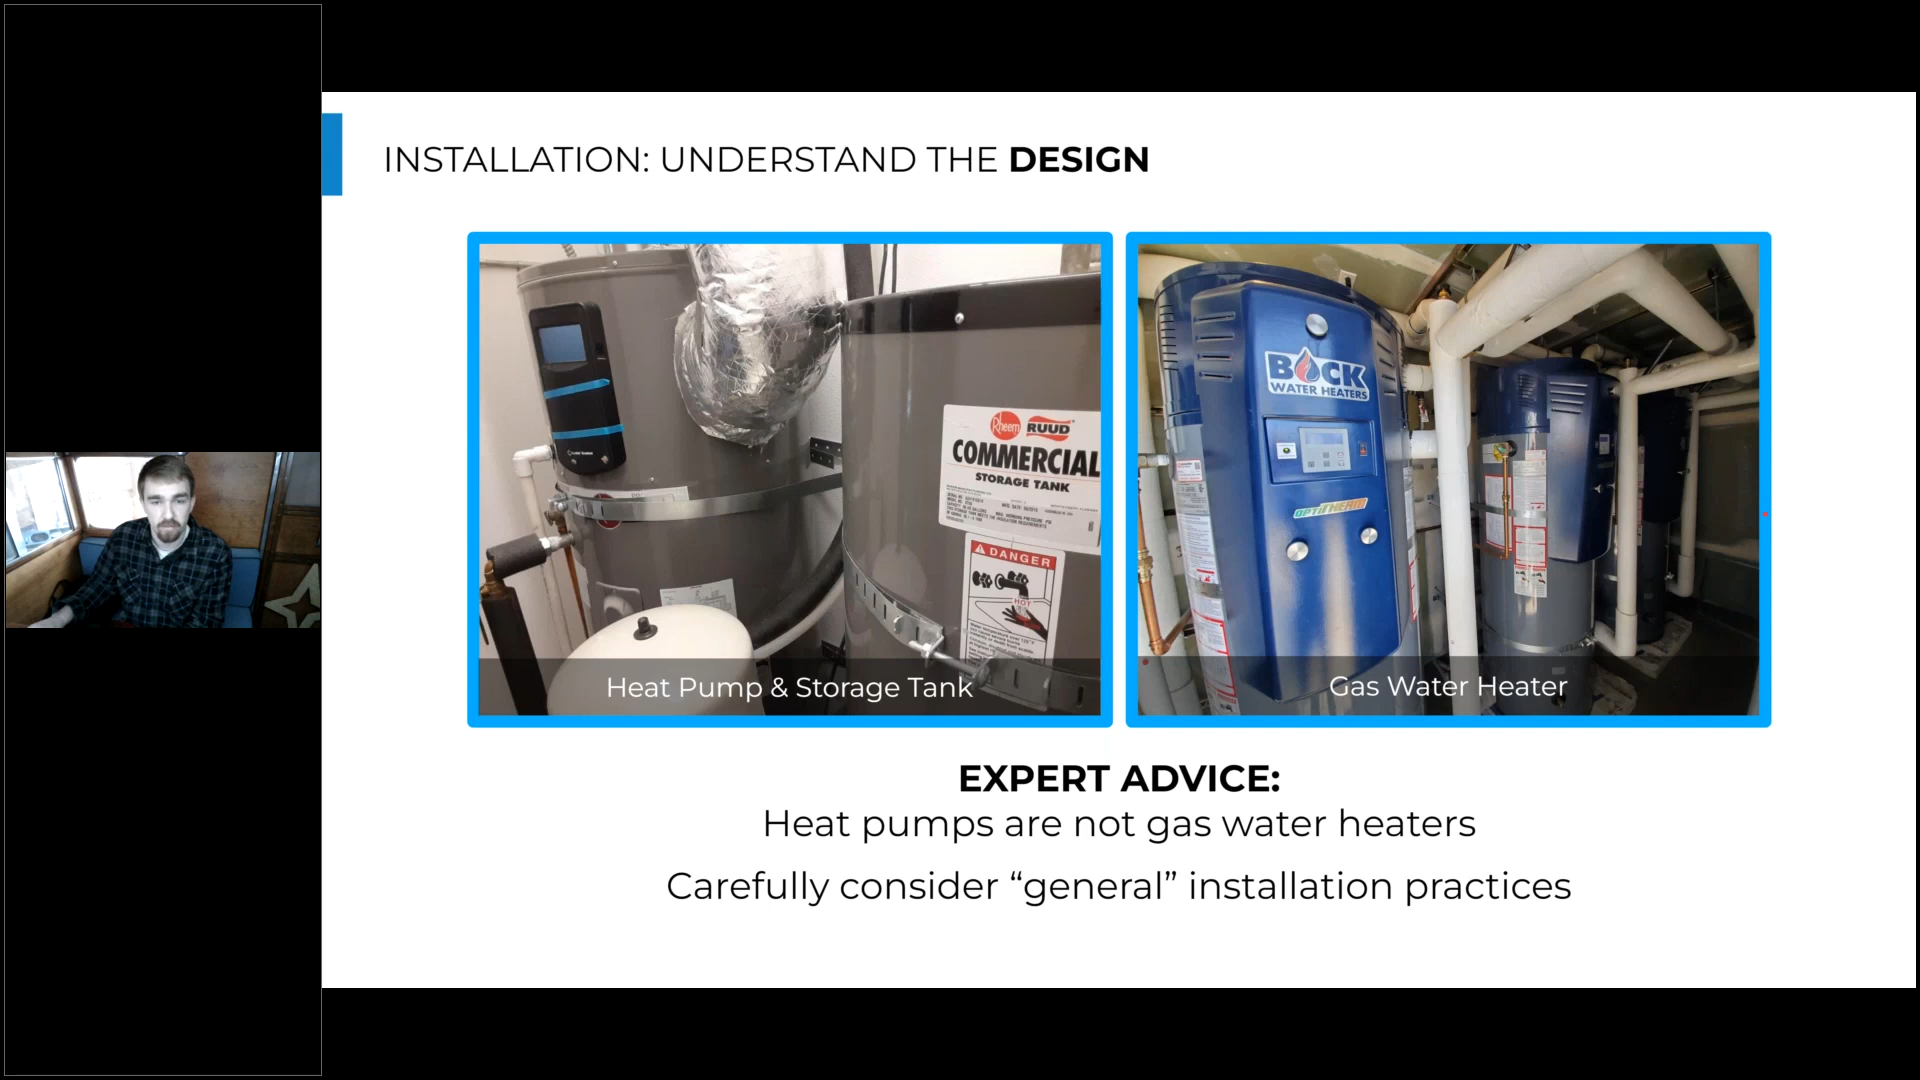 INSTALLATION: UNDERSTAND THE DESIGN
Rheem RUUD
COMMERCIAL
STORAGE TANK
DANGER
HOT
Heat Pump & Storage Tank
BOCK
WATER HEATERS
OPTITHERM
Gas Water Heater
EXPERT ADVICE:
Heat pumps are not gas water heaters
Carefully consider “general” installation practices